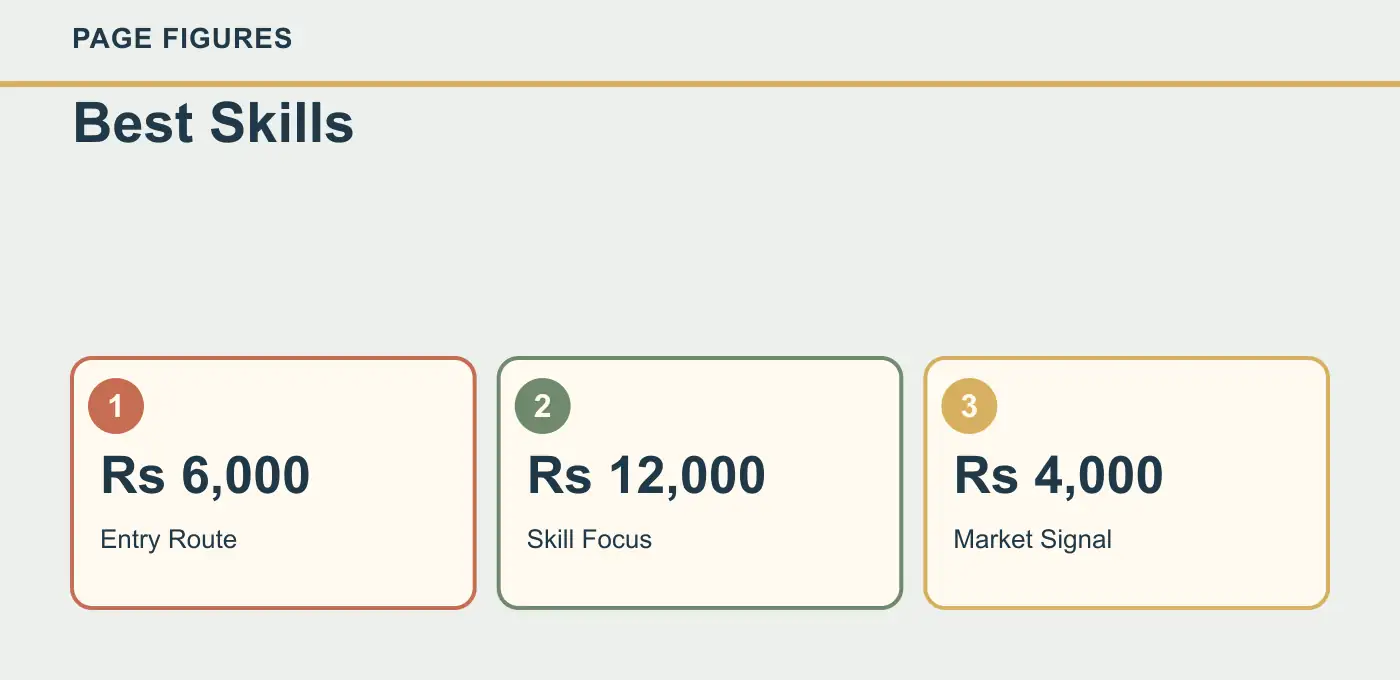 PAGE FIGURES
Best Skills
1
Rs 6,000
Entry Route
2
Rs 12,000
Skill Focus
3
Rs 4,000
Market Signal